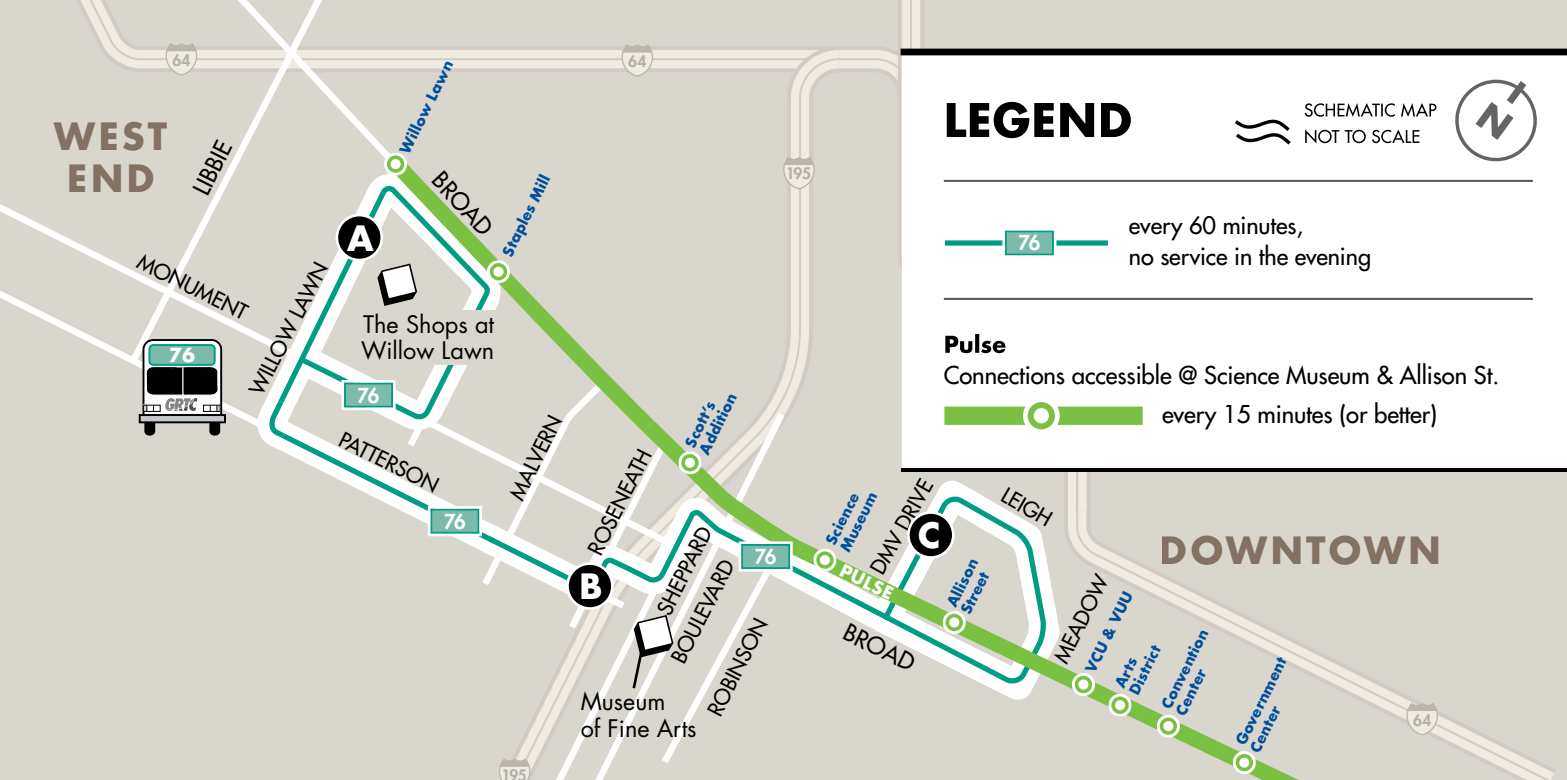 64
64
WEST
END
LIBBIE
Willow Lawn
BROAD
Staples Mill
195
A
MONUMENT
WILLOW LAWN
The Shops at
Willow Lawn
76
GRTC
76
PATTERSON
76
MALVERN
ROSENEATH
Scott's
Addition
B
SHEPPARD
BOULEVARD
ROBINSON
76
Museum
of Fine Arts
195
Science
Museum
PULSE
DMV DRIVE
C
LEIGH
Allison
Street
BROAD
MEADOW
DOWNTOWN
VCU & VUU
Arts
District
Convention
Center
Government
Center
64
LEGEND
SCHEMATIC MAP
NOT TO SCALE
N
76
every 60 minutes,
no service in the evening
Pulse
Connections accessible @ Science Museum & Allison St.
every 15 minutes (or better)